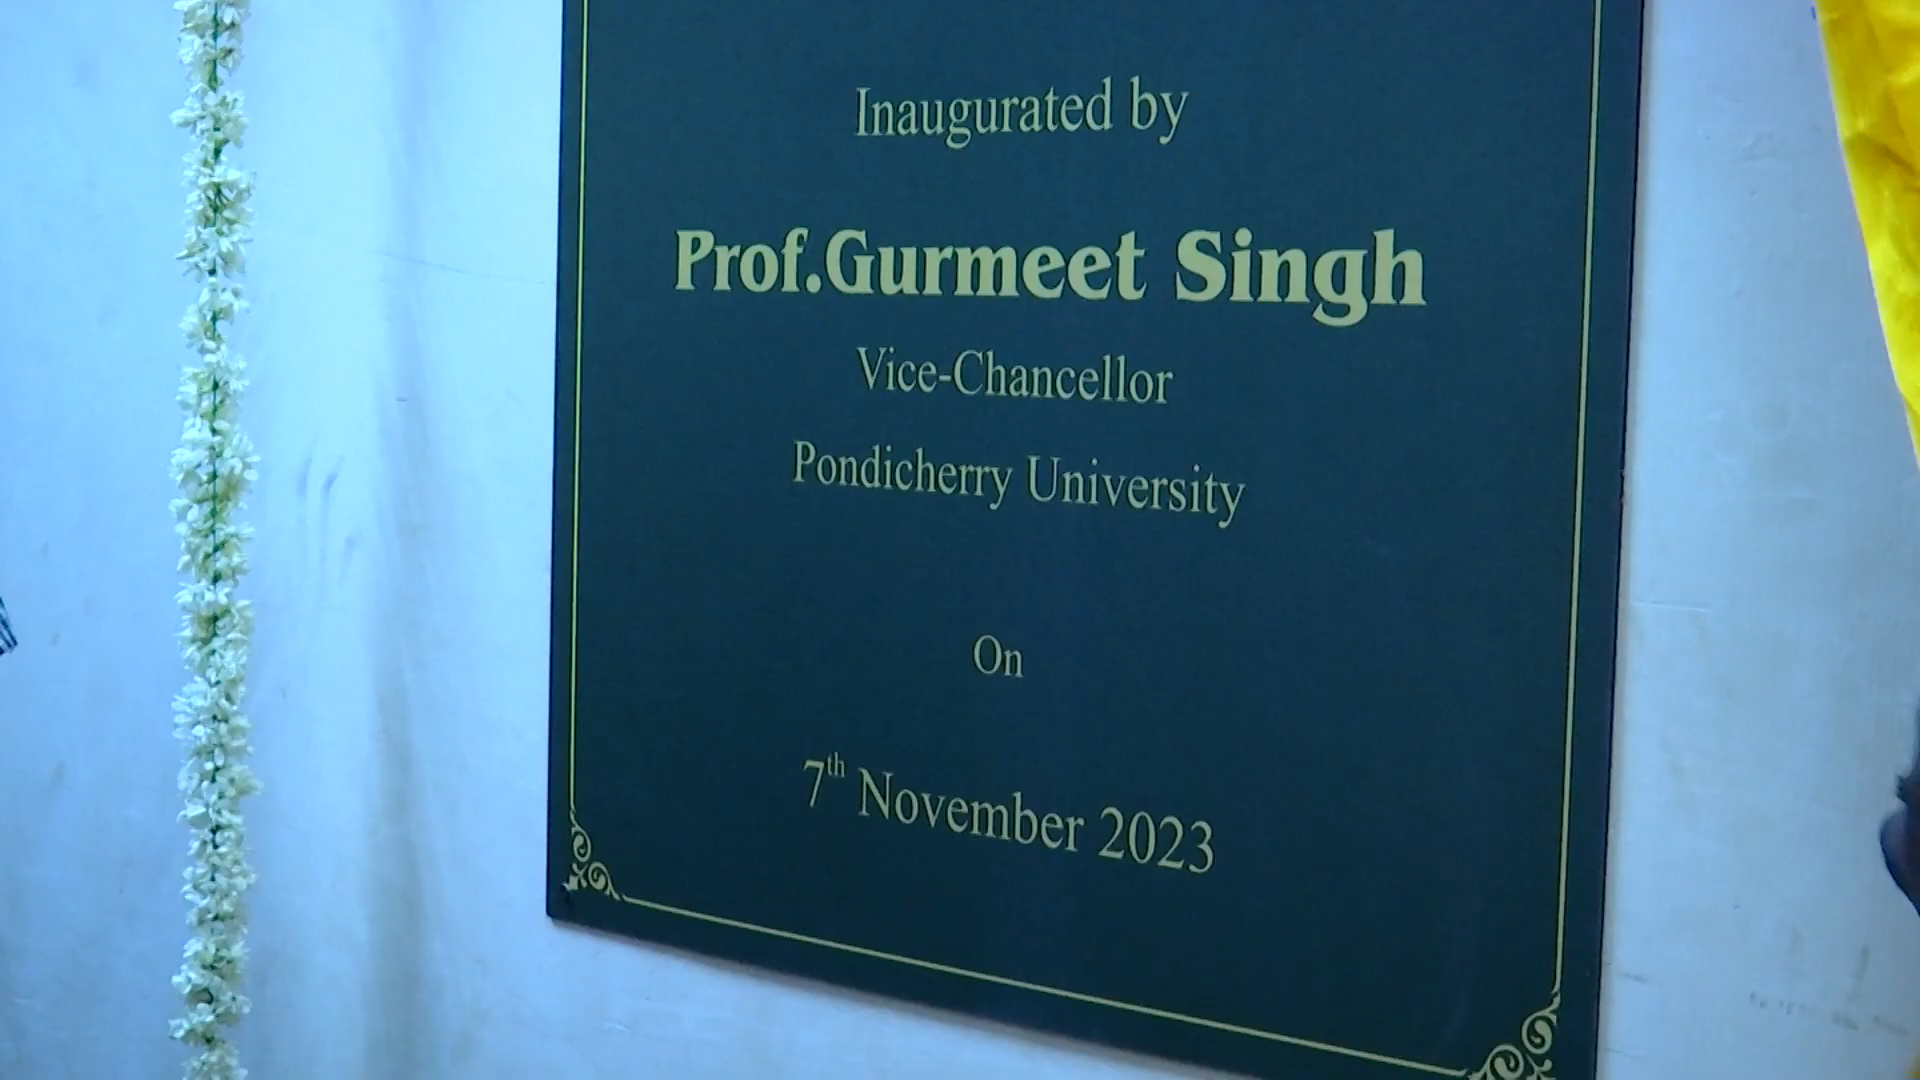 Inaugurated by
Prof.Gurmeet Singh
Vice-Chancellor
Pondicherry University
On
7th November 2023